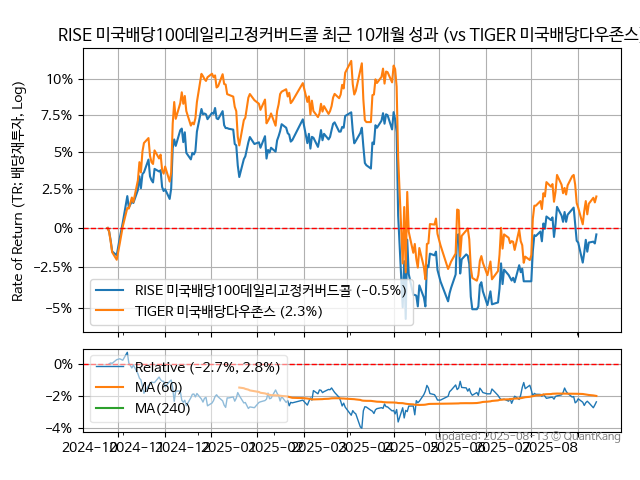 RISE 미국배당100데일리고정커버드콜 최근 10개월 성과 (vs TIGER 미국배당다우존스)
Rate of Return (TR: 배당재투자, Log)
10%
7.5%
5%
2.5%
0%
−2.5%
−5%
RISE 미국배당100데일리고정커버드콜 (−0.5%)
TIGER 미국배당다우존스 (2.3%)
0%
−2%
−4%
Relative (−2.7%, 2.8%)
MA(60)
MA(240)
2024-10 2024-11 2024-12 2025-01 2025-02 2025-03 2025-04 2025-05 2025-06 2025-07 2025-08
Updated: 2025-08-13 © QuantKang